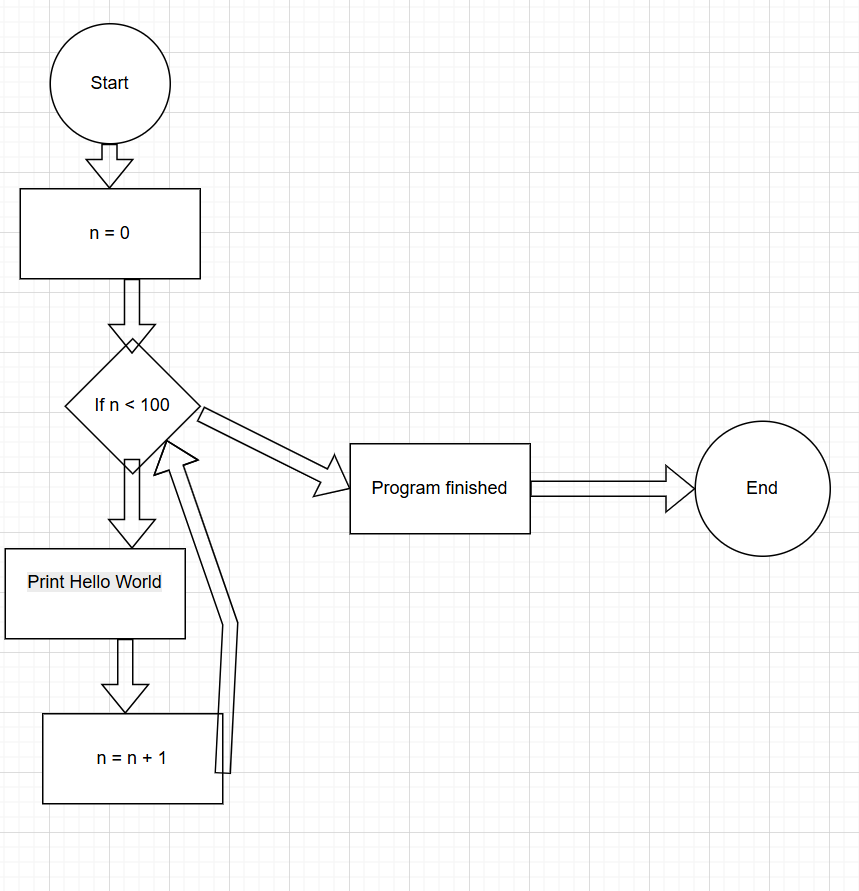 Start
n = 0
If n < 100
Program finished
End
Print Hello World
n = n + 1